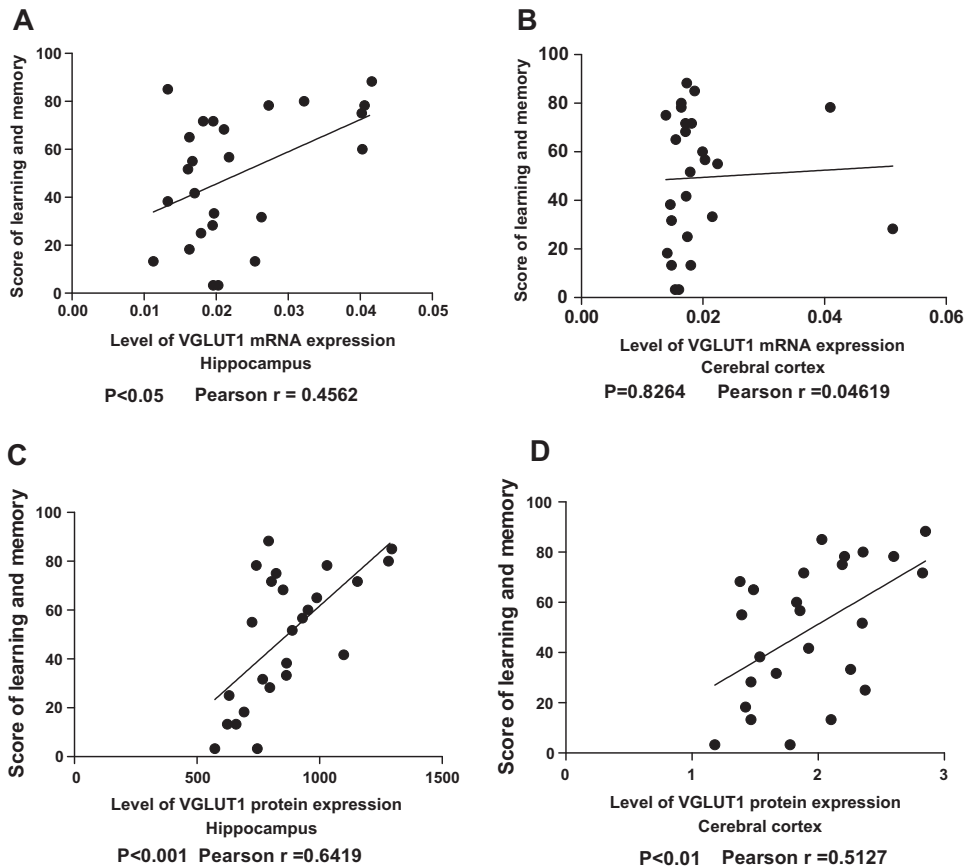 A
Score of learning and memory
100
80
60
40
20
0
0.00 0.01 0.02 0.03 0.04 0.05
Level of VGLUT1 mRNA expression
Hippocampus
P<0.05 Pearson r = 0.4562
B
Score of learning and memory
100
80
60
40
20
0
0.00 0.02 0.04 0.06
Level of VGLUT1 mRNA expression
Cerebral cortex
P=0.8264 Pearson r =0.04619
C
Score of learning and memory
100
80
60
40
20
0
0 500 1000 1500
Level of VGLUT1 protein expression
Hippocampus
P<0.001 Pearson r =0.6419
D
Score of learning and memory
100
80
60
40
20
0
0 1 2 3
Level of VGLUT1 protein expression
Cerebral cortex
P<0.01 Pearson r =0.5127